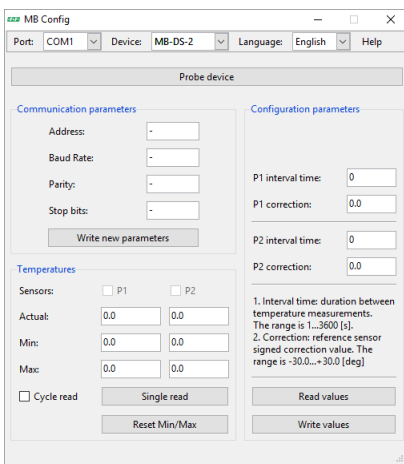 MB Config
Port: COM1 Device: MB-DS-2 Language: English Help
Probe device
Communication parameters
Address: -
Baud Rate: -
Parity: -
Stop bits: -
Write new parameters
Temperatures
Sensors: P1 P2
Actual: 0.0 0.0
Min: 0.0 0.0
Max: 0.0 0.0
Cycle read Single read
Reset Min/Max
Configuration parameters
P1 interval time: 0
P1 correction: 0.0
P2 interval time: 0
P2 correction: 0.0
1. Interval time: duration between
temperature measurements.
The range is 1...3600 [s].
2. Correction: reference sensor
signed correction value. The
range is -30.0...+30.0 [deg]
Read values
Write values